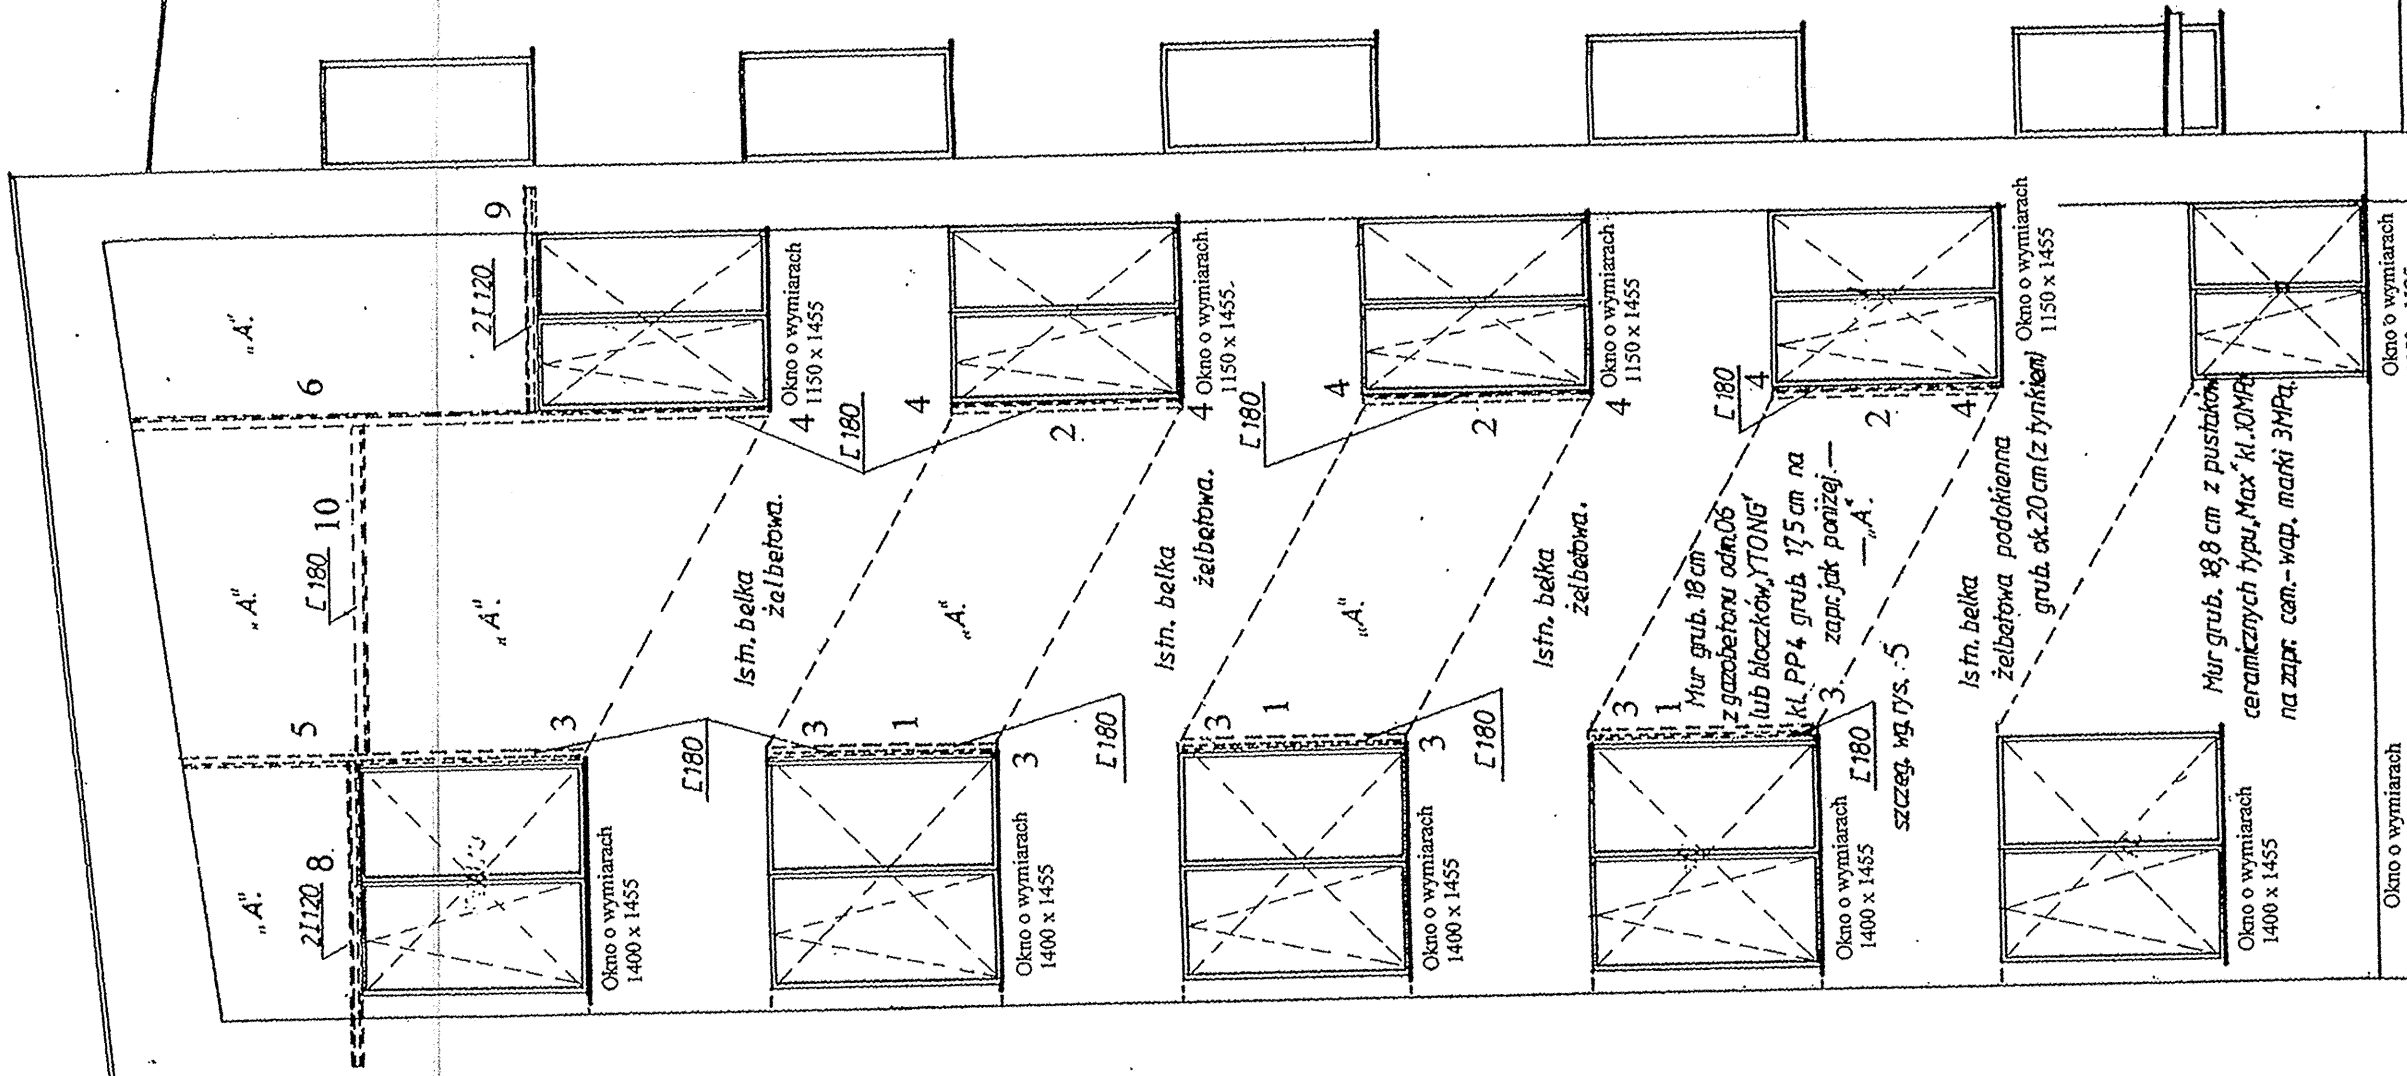 „A.” „A.” „A.”
2I120 8.
5
[180 10
6
„A.”
2I120 9
3
Okno o wymiarach
1400 x 1455
[180
Istn. belka
żelbetowa.
Okno o wymiarach
1150 x 1455
4
[180
3
1
3
„A.”
4
2
4
Okno o wymiarach
1400 x 1455
[180
Istn. belka
żelbetowa.
Okno o wymiarach.
1150 x 1455.
[180
3
1
3
„A.”
4
2
4
Okno o wymiarach
1400 x 1455
[180
Istn. belka
żelbetowa.
Okno o wymiarach
1150 x 1455
[180
3
1
3
Mur grub. 18 cm
z gazobetonu odm.06
lub bloczków„YTONG”
kl. PP4 grub. 17,5 cm na
zapr. jak poniżej.—
—„A.”
4
2
4
Okno o wymiarach
1400 x 1455
[180
szczeg. wg. rys. 5
Istn. belka
żelbetowa podokienna
grub. ok.20 cm (z tynkiem)
Okno o wymiarach
1150 x 1455
Mur grub. 18,8 cm z pustaków
ceramicznych typu„Max” kl.10MPa
na zapr. cem.-wap. marki 3MPa.
Okno o wymiarach
1400 x 1455
Okno o wymiarach
Okno o wymiarach